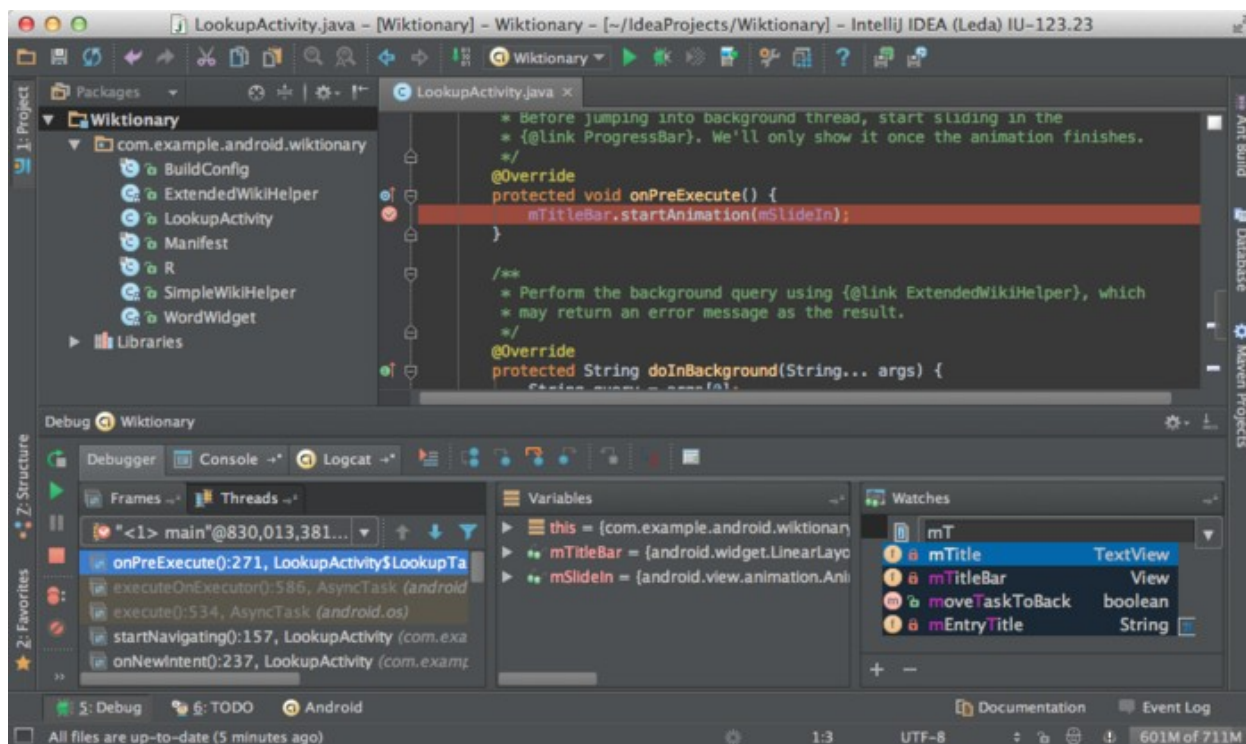 LookupActivity.java – [Wiktionary] – Wiktionary – [~/IdeaProjects/Wiktionary] – IntelliJ IDEA (Leda) IU-123.23
Wiktionary
1: Project
Packages
Wiktionary
com.example.android.wiktionary
BuildConfig
ExtendedWikiHelper
LookupActivity
Manifest
R
SimpleWikiHelper
WordWidget
Libraries
LookupActivity.java ×
* Before jumping into background thread, start sliding in the
* {@link ProgressBar}. We'll only show it once the animation finishes.
*/
@Override
protected void onPreExecute() {
mTitleBar.startAnimation(mSlideIn);
}
/**
* Perform the background query using {@link ExtendedWikiHelper}, which
* may return an error message as the result.
*/
@Override
protected String doInBackground(String... args) {
String query = args[0];
Ant Build
Database
Maven Projects
Debug Wiktionary
Z: Structure
2: Favorites
Debugger Console Logcat
Frames Threads
"<1> main"@830,013,381...
onPreExecute():271, LookupActivity$LookupTa
executeOnExecutor():586, AsyncTask (android
execute():534, AsyncTask (android.os)
startNavigating():157, LookupActivity (com.exa
onNewIntent():237, LookupActivity (com.examp
Variables
this = {com.example.android.wiktionary
mTitleBar = {android.widget.LinearLayo
mSlideIn = {android.view.animation.Ani
Watches
mT
mTitle TextView
mTitleBar View
moveTaskToBack boolean
mEntryTitle String
5: Debug 6: TODO Android Documentation Event Log
All files are up-to-date (5 minutes ago) 1:3 UTF-8 601M of 711M